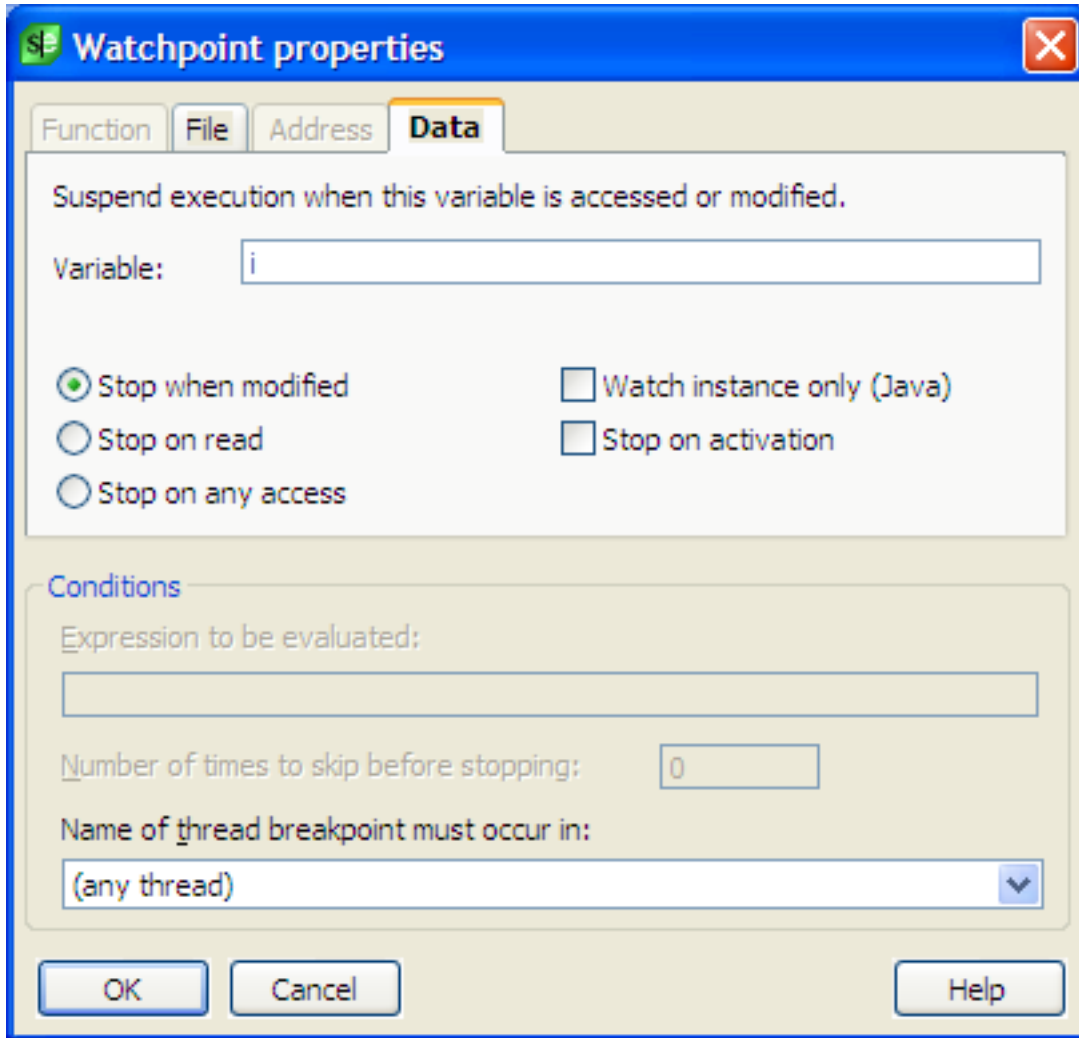 Watchpoint properties
Function File Address Data
Suspend execution when this variable is accessed or modified.
Variable: i
Stop when modified Watch instance only (Java)
Stop on read Stop on activation
Stop on any access
Conditions
Expression to be evaluated:
Number of times to skip before stopping: 0
Name of thread breakpoint must occur in:
(any thread)
OK Cancel Help